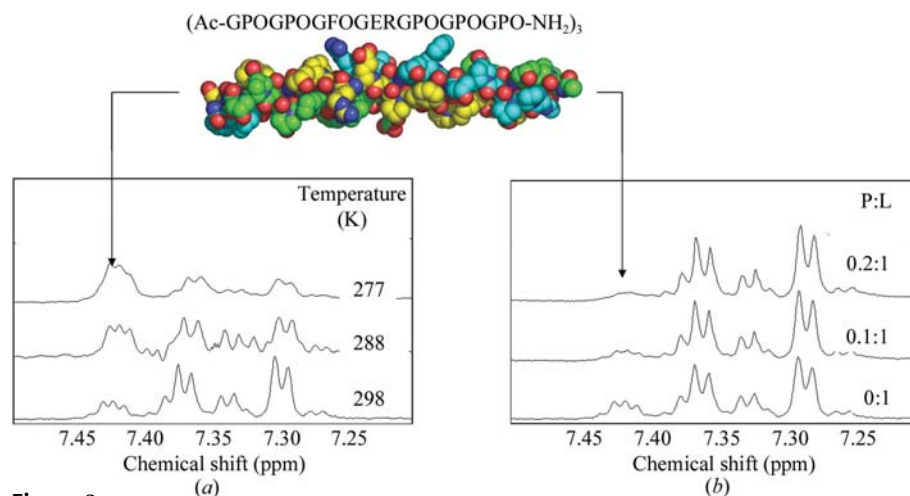 (Ac-GPOGPOGFOGERGPOGPOGPO-NH2)3
Temperature
(K)
277
288
298
7.45 7.40 7.35 7.30 7.25
Chemical shift (ppm)
(a)
P:L
0.2:1
0.1:1
0:1
7.45 7.40 7.35 7.30 7.25
Chemical shift (ppm)
(b)